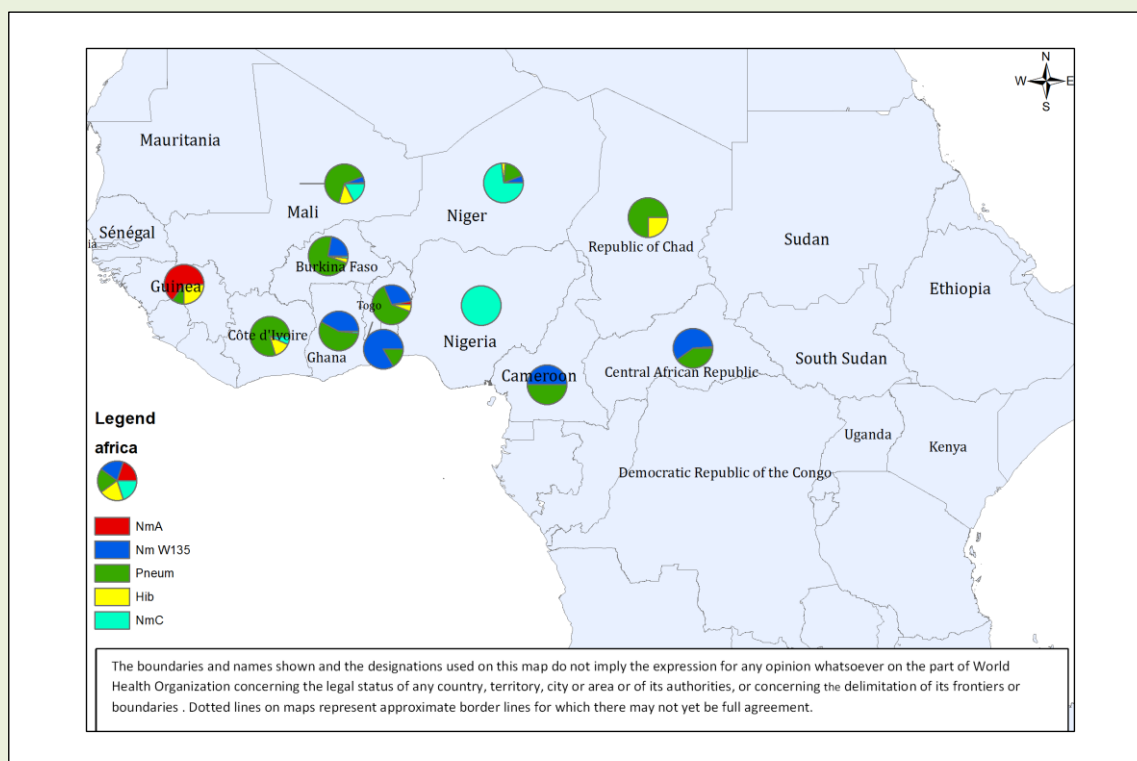 N
W E
S
Mauritania
Mali
Niger
Sénégal
Republic of Chad
Sudan
Burkina Faso
Guinea
Ethiopia
Togo
Côte d'Ivoire
Ghana
Nigeria
Cameroon
Central African Republic
South Sudan
Uganda
Kenya
Democratic Republic of the Congo
Legend
africa
NmA
Nm W135
Pneum
Hib
NmC
The boundaries and names shown and the designations used on this map do not imply the expression for any opinion whatsoever on the part of World
Health Organization concerning the legal status of any country, territory, city or area or of its authorities, or concerning the delimitation of its frontiers or
boundaries . Dotted lines on maps represent approximate border lines for which there may not yet be full agreement.